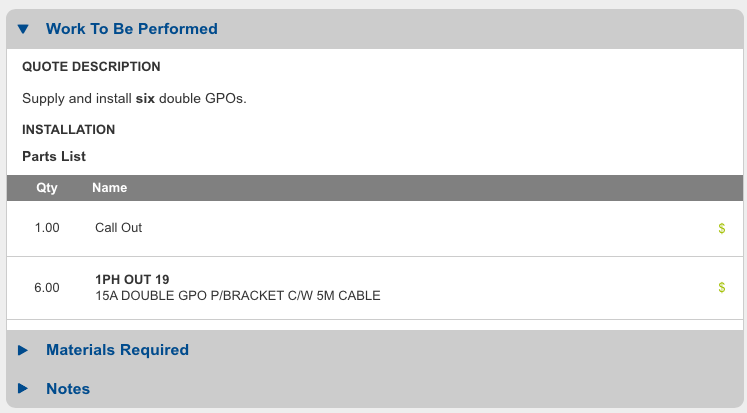 Work To Be Performed
QUOTE DESCRIPTION
Supply and install six double GPOs.
INSTALLATION
Parts List
Qty Name
1.00 Call Out $
1PH OUT 19
6.00 15A DOUBLE GPO P/BRACKET C/W 5M CABLE $
Materials Required
Notes